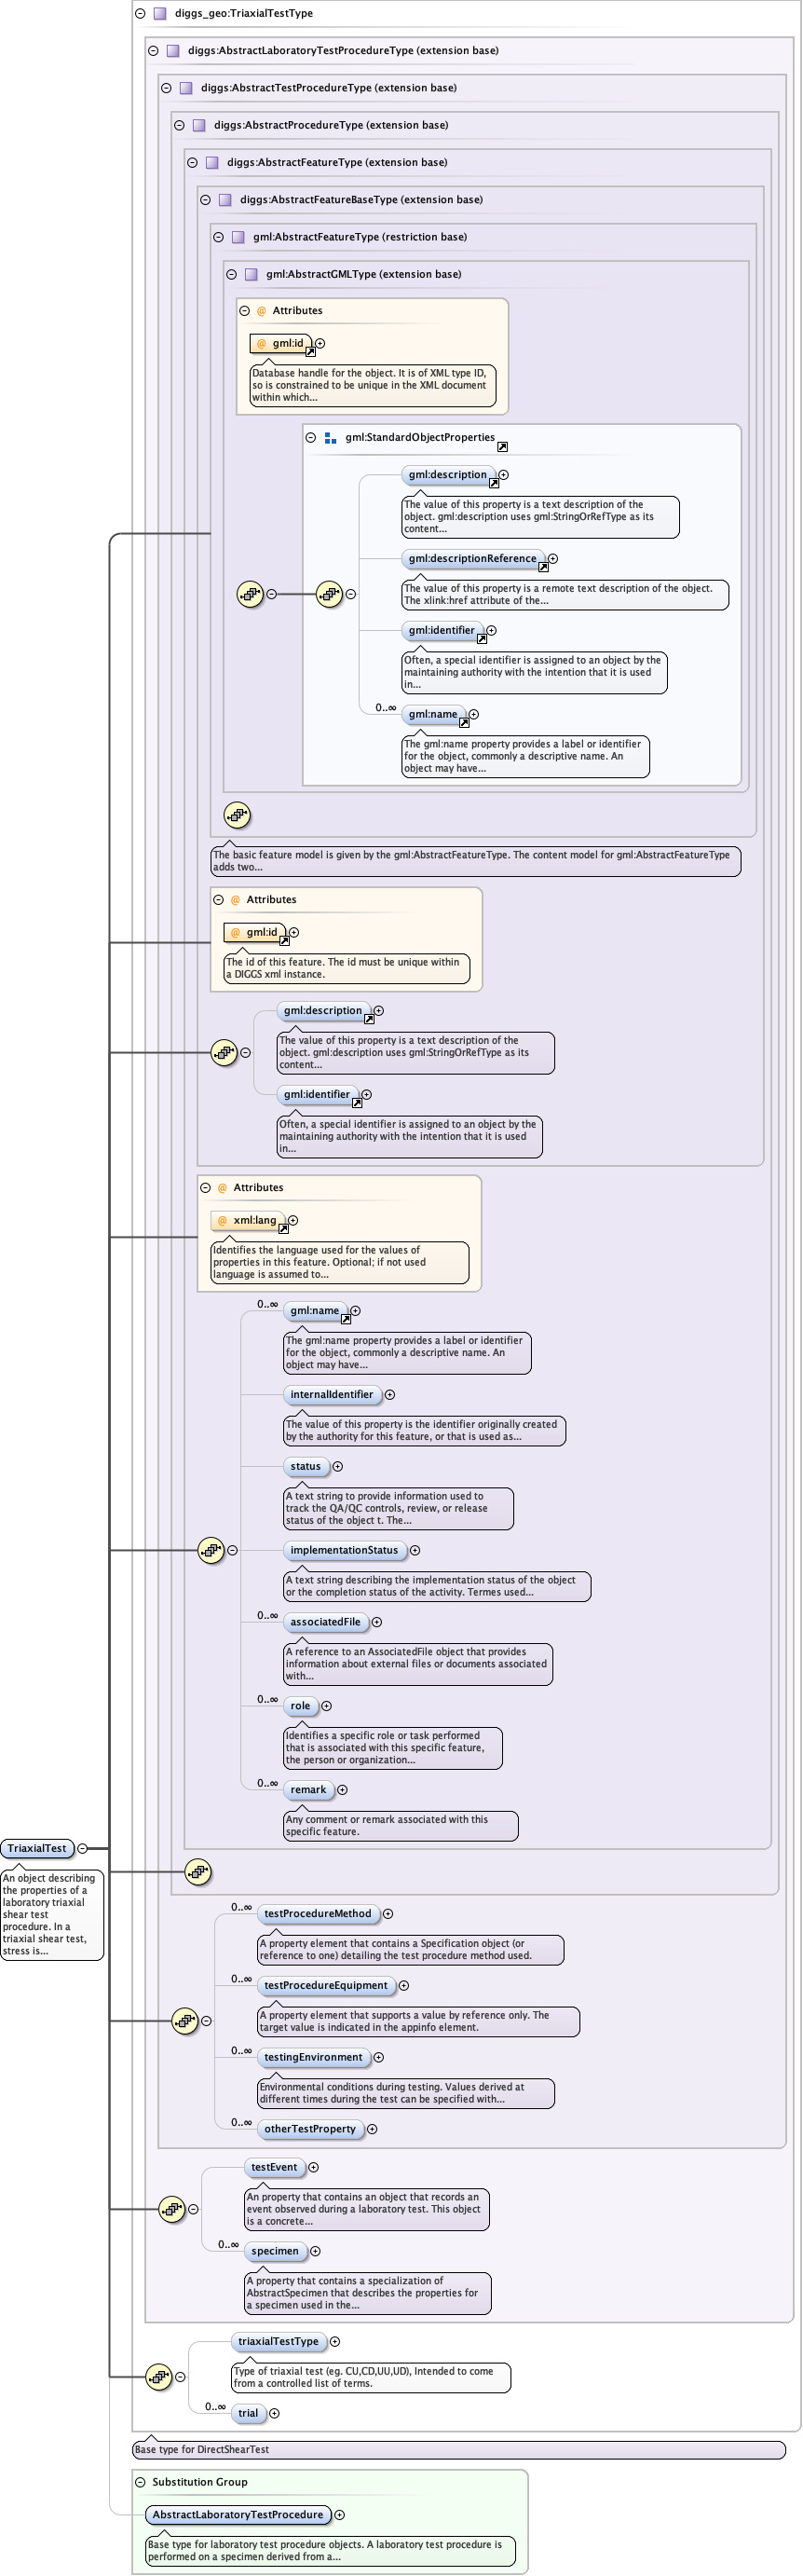 diggs_geo:TriaxialTestType
diggs:AbstractLaboratoryTestProcedureType (extension base)
diggs:AbstractTestProcedureType (extension base)
diggs:AbstractProcedureType (extension base)
diggs:AbstractFeatureType (extension base)
diggs:AbstractFeatureBaseType (extension base)
gml:AbstractFeatureType (restriction base)
gml:AbstractGMLType (extension base)
@ Attributes
@ gml:id
Database handle for the object. It is of XML type ID,
so is constrained to be unique in the XML document
within which...
gml:StandardObjectProperties
gml:description
The value of this property is a text description of the
object. gml:description uses gml:StringOrRefType as its
content...
gml:descriptionReference
The value of this property is a remote text description of the object.
The xlink:href attribute of the...
gml:identifier
Often, a special identifier is assigned to an object by the
maintaining authority with the intention that it is used
in...
0..∞
gml:name
The gml:name property provides a label or identifier
for the object, commonly a descriptive name. An
object may have...
The basic feature model is given by the gml:AbstractFeatureType. The content model for gml:AbstractFeatureType
adds two...
@ Attributes
@ gml:id
The id of this feature. The id must be unique within
a DIGGS xml instance.
gml:description
The value of this property is a text description of the
object. gml:description uses gml:StringOrRefType as its
content...
gml:identifier
Often, a special identifier is assigned to an object by the
maintaining authority with the intention that it is used
in...
@ Attributes
@ xml:lang
Identifies the language used for the values of
properties in this feature. Optional; if not used
language is assumed to...
0..∞
gml:name
The gml:name property provides a label or identifier
for the object, commonly a descriptive name. An
object may have...
internalIdentifier
The value of this property is the identifier originally created
by the authority for this feature, or that is used as...
status
A text string to provide information used to
track the QA/QC controls, review, or release
status of the object t. The...
implementationStatus
A text string describing the implementation status of the object
or the completion status of the activity. Termes used...
0..∞
associatedFile
A reference to an AssociatedFile object that provides
information about external files or documents associated
with...
0..∞
role
Identifies a specific role or task performed
that is associated with this specific feature,
the person or organization...
0..∞
remark
Any comment or remark associated with this
specific feature.
TriaxialTest
An object describing
the properties of a
laboratory triaxial
shear test
procedure. In a
triaxial shear test,
stress is...
0..∞
testProcedureMethod
A property element that contains a Specification object (or
reference to one) detailing the test procedure method used.
0..∞
testProcedureEquipment
A property element that supports a value by reference only. The
target value is indicated in the appinfo element.
0..∞
testingEnvironment
Environmental conditions during testing. Values derived at
different times during the test can be specified with...
0..∞
otherTestProperty
testEvent
An property that contains an object that records an
event observed during a laboratory test. This object
is a concrete...
0..∞
specimen
A property that contains a specialization of
AbstractSpecimen that describes the properties for
a specimen used in the...
triaxialTestType
Type of triaxial test (eg. CU,CD,UU,UD), Intended to come
from a controlled list of terms.
0..∞
trial
Base type for DirectShearTest
Substitution Group
AbstractLaboratoryTestProcedure
Base type for laboratory test procedure objects. A laboratory test procedure is
performed on a specimen derived from a...